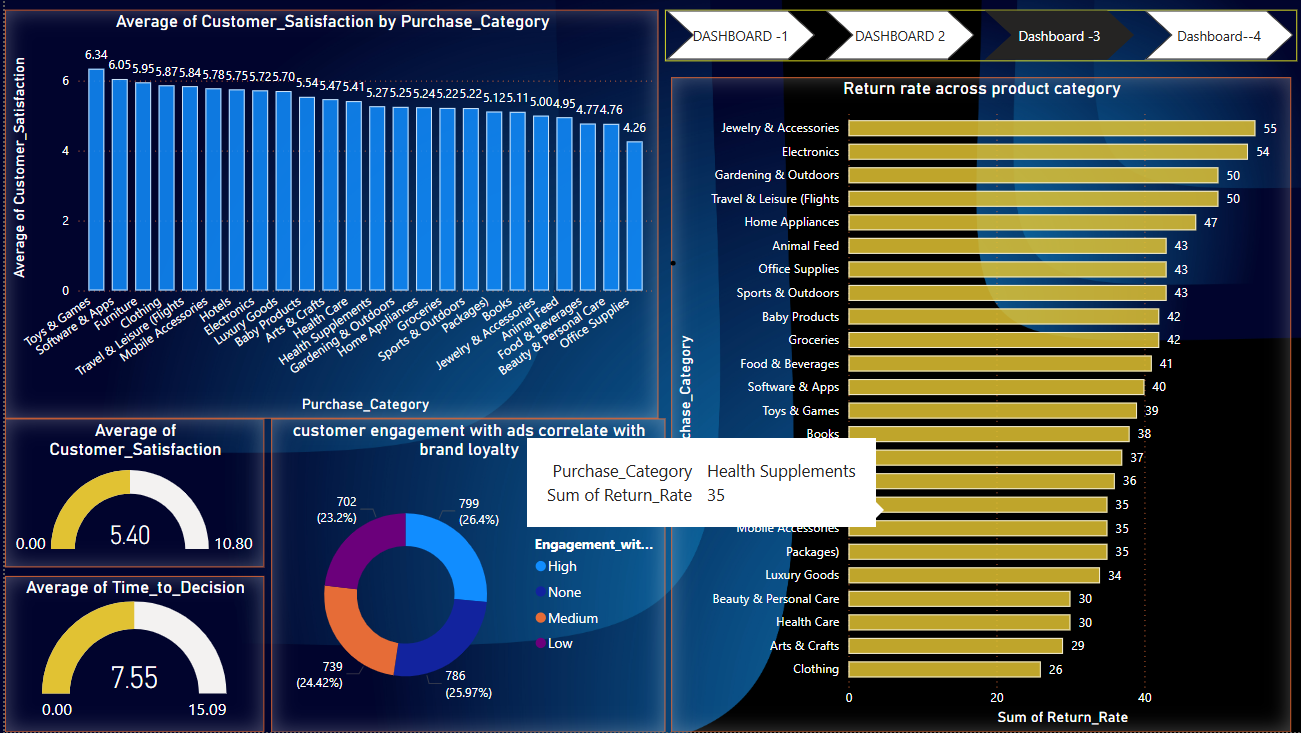 Average of Customer_Satisfaction by Purchase_Category
Average of Customer_Satisfaction
6
4
2
0
6.34
6.05
5.95
5.87
5.84
5.78
5.75
5.72
5.70
5.54
5.47
5.41
5.27
5.25
5.24
5.22
5.22
5.12
5.11
5.00
4.95
4.77
4.76
4.26
Toys & Games
Software & Apps
Furniture
Clothing
Travel & Leisure (Flights
Mobile Accessories
Hotels
Electronics
Luxury Goods
Baby Products
Arts & Crafts
Health Care
Health Supplements
Gardening & Outdoors
Home Appliances
Groceries
Sports & Outdoors
Packages)
Books
Jewelry & Accessories
Animal Feed
Food & Beverages
Beauty & Personal Care
Office Supplies
Purchase_Category
DASHBOARD -1
DASHBOARD 2
Dashboard -3
Dashboard--4
Return rate across product category
chase_Category
Jewelry & Accessories 55
Electronics 54
Gardening & Outdoors 50
Travel & Leisure (Flights 50
Home Appliances 47
Animal Feed 43
Office Supplies 43
Sports & Outdoors 43
Baby Products 42
Groceries 42
Food & Beverages 41
Software & Apps 40
Toys & Games 39
Books 38
37
36
35
Mobile Accessories 35
Packages) 35
Luxury Goods 34
Beauty & Personal Care 30
Health Care 30
Arts & Crafts 29
Clothing 26
0 20 40
Sum of Return_Rate
Purchase_Category Health Supplements
Sum of Return_Rate 35
Average of
Customer_Satisfaction
5.40
0.00 10.80
Average of Time_to_Decision
7.55
0.00 15.09
customer engagement with ads correlate with
brand loyalty
702
(23.2%)
799
(26.4%)
739
(24.42%)
786
(25.97%)
Engagement_wit...
High
None
Medium
Low